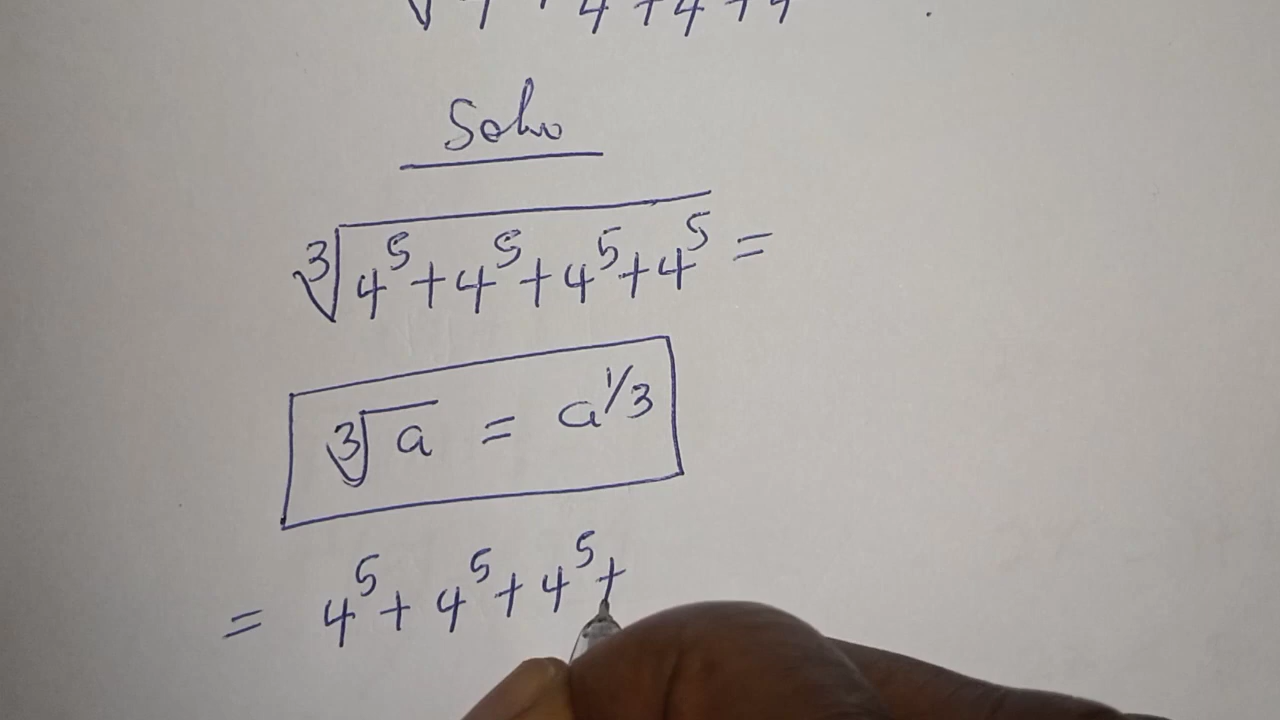 Soln
∛(4⁵+4⁵+4⁵+4⁵) =
∛a = a^1/3
= 4⁵+4⁵+4⁵+